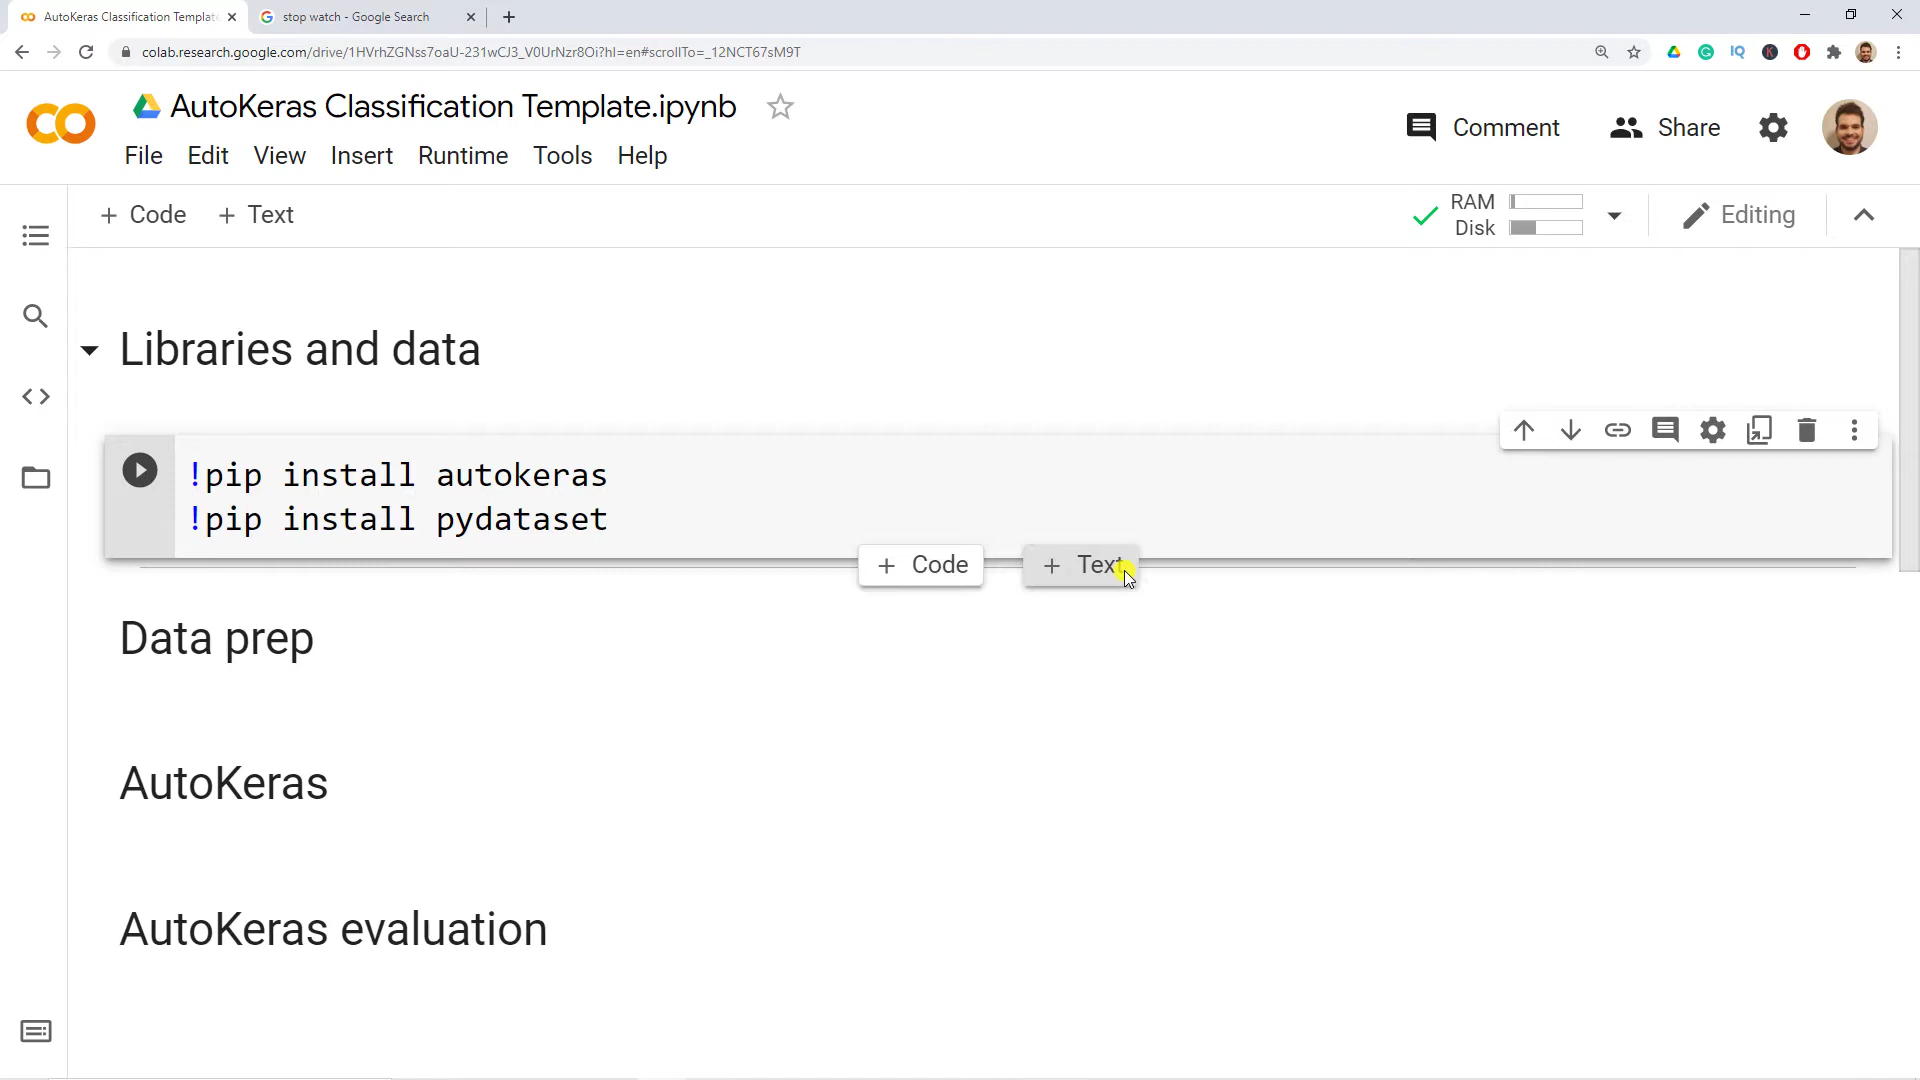 AutoKeras Classification Template
stop watch - Google Search
colab.research.google.com/drive/1HVrhZGNss7oaU-231wCJ3_V0UrNzr8Oi?hl=en#scrollTo=_12NCT67sM9T
AutoKeras Classification Template.ipynb
File Edit View Insert Runtime Tools Help
Comment
Share
+ Code + Text
RAM
Disk
Editing
Libraries and data
!pip install autokeras
!pip install pydataset
+ Code + Text
Data prep
AutoKeras
AutoKeras evaluation